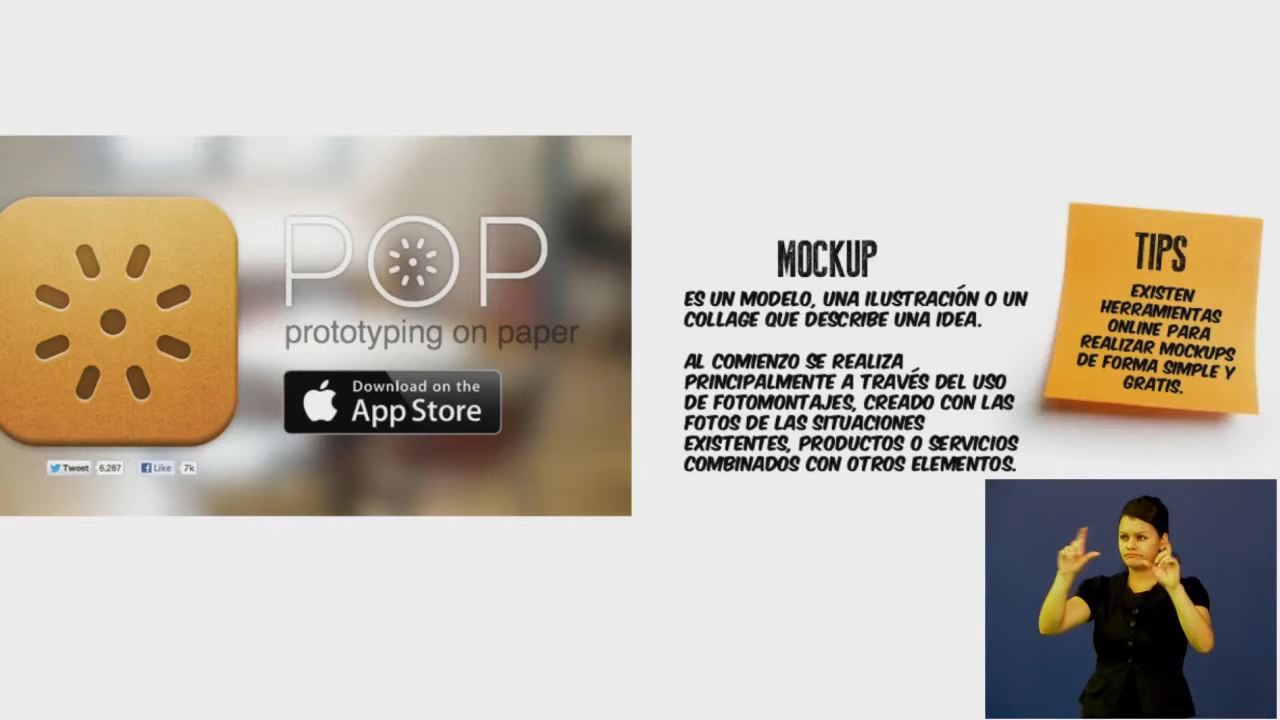 POP
prototyping on paper
Download on the
App Store
Tweet 6,287 Like 7k
MOCKUP
ES UN MODELO, UNA ILUSTRACIÓN O UN
COLLAGE QUE DESCRIBE UNA IDEA.
AL COMIENZO SE REALIZA
PRINCIPALMENTE A TRAVÉS DEL USO
DE FOTOMONTAJES, CREADO CON LAS
FOTOS DE LAS SITUACIONES
EXISTENTES, PRODUCTOS O SERVICIOS
COMBINADOS CON OTROS ELEMENTOS.
TIPS
EXISTEN
HERRAMIENTAS
ONLINE PARA
REALIZAR MOCKUPS
DE FORMA SIMPLE Y
GRATIS.